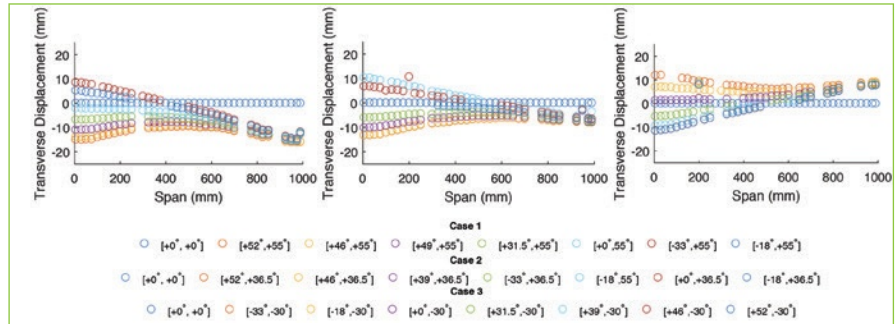 Transverse Displacement (mm)
20
10
0
-10
-20
0
200
400
600
800
1000
Span (mm)
Transverse Displacement (mm)
20
10
0
-10
-20
0
200
400
600
800
1000
Span (mm)
Transverse Displacement (mm)
20
10
0
-10
-20
0
200
400
600
800
1000
Span (mm)
Case 1
[+0°, +0°] [+52°,+55°] [+46°,+55°] [+49°,+55°] [+31.5°,+55°] [+0°,55°] [-33°,+55°] [-18°,+55°]
Case 2
[+0°, +0°] [+52°,+36.5°] [+46°,+36.5°] [+39°,+36.5°] [-33°,+36.5°] [-18°,55°] [+0°,+36.5°] [-18°,+36.5°]
Case 3
[+0°, +0°] [-33°,-30°] [-18°,-30°] [+0°,-30°] [+31.5°,-30°] [+39°,-30°] [+46°,-30°] [+52°,-30°]